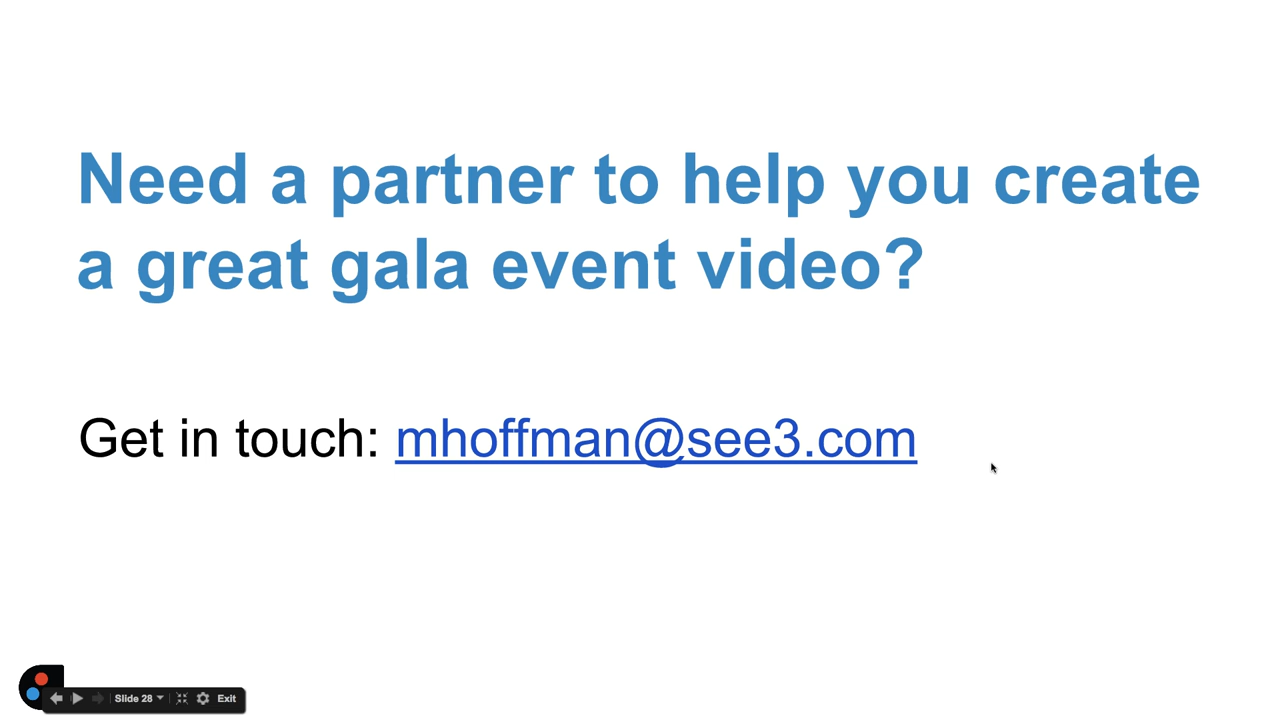 Need a partner to help you create
a great gala event video?
Get in touch: mhoffman@see3.com
Slide 28
Exit